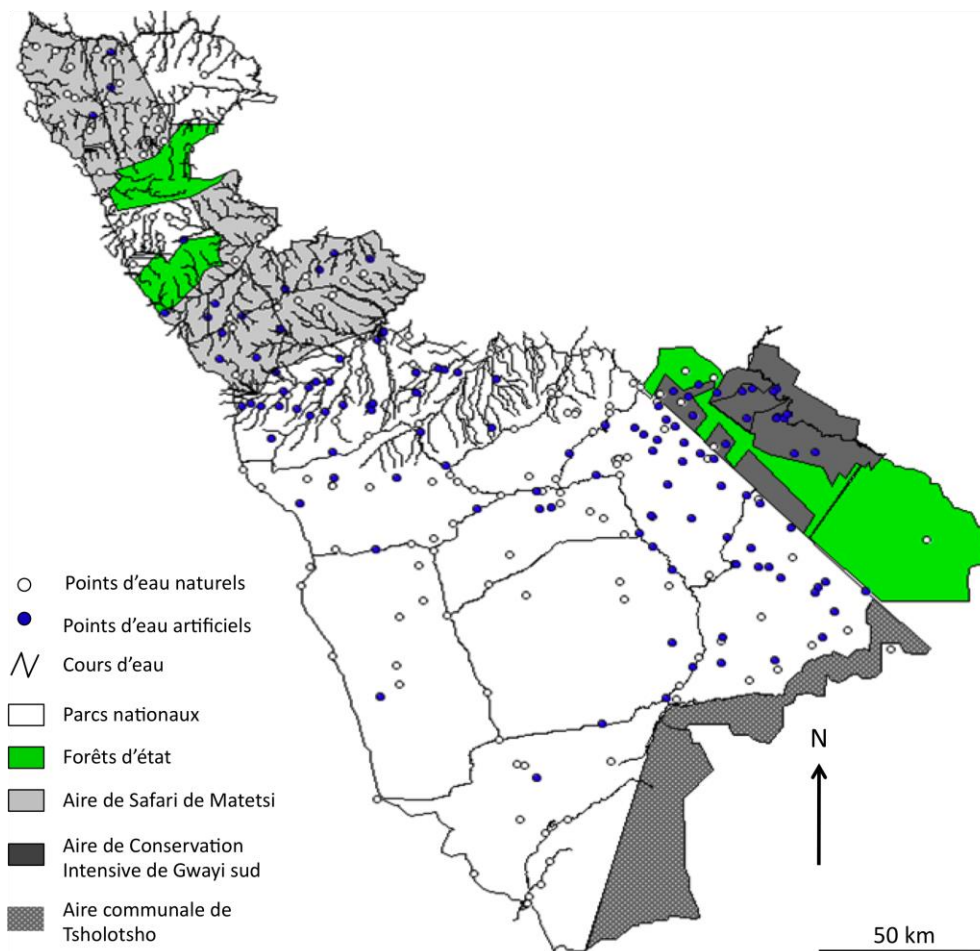 Points d'eau naturels
Points d'eau artificiels
Cours d'eau
Parcs nationaux
Forêts d'état
Aire de Safari de Matetsi
Aire de Conservation
Intensive de Gwayi sud
Aire communale de
Tsholotsho
N
50 km